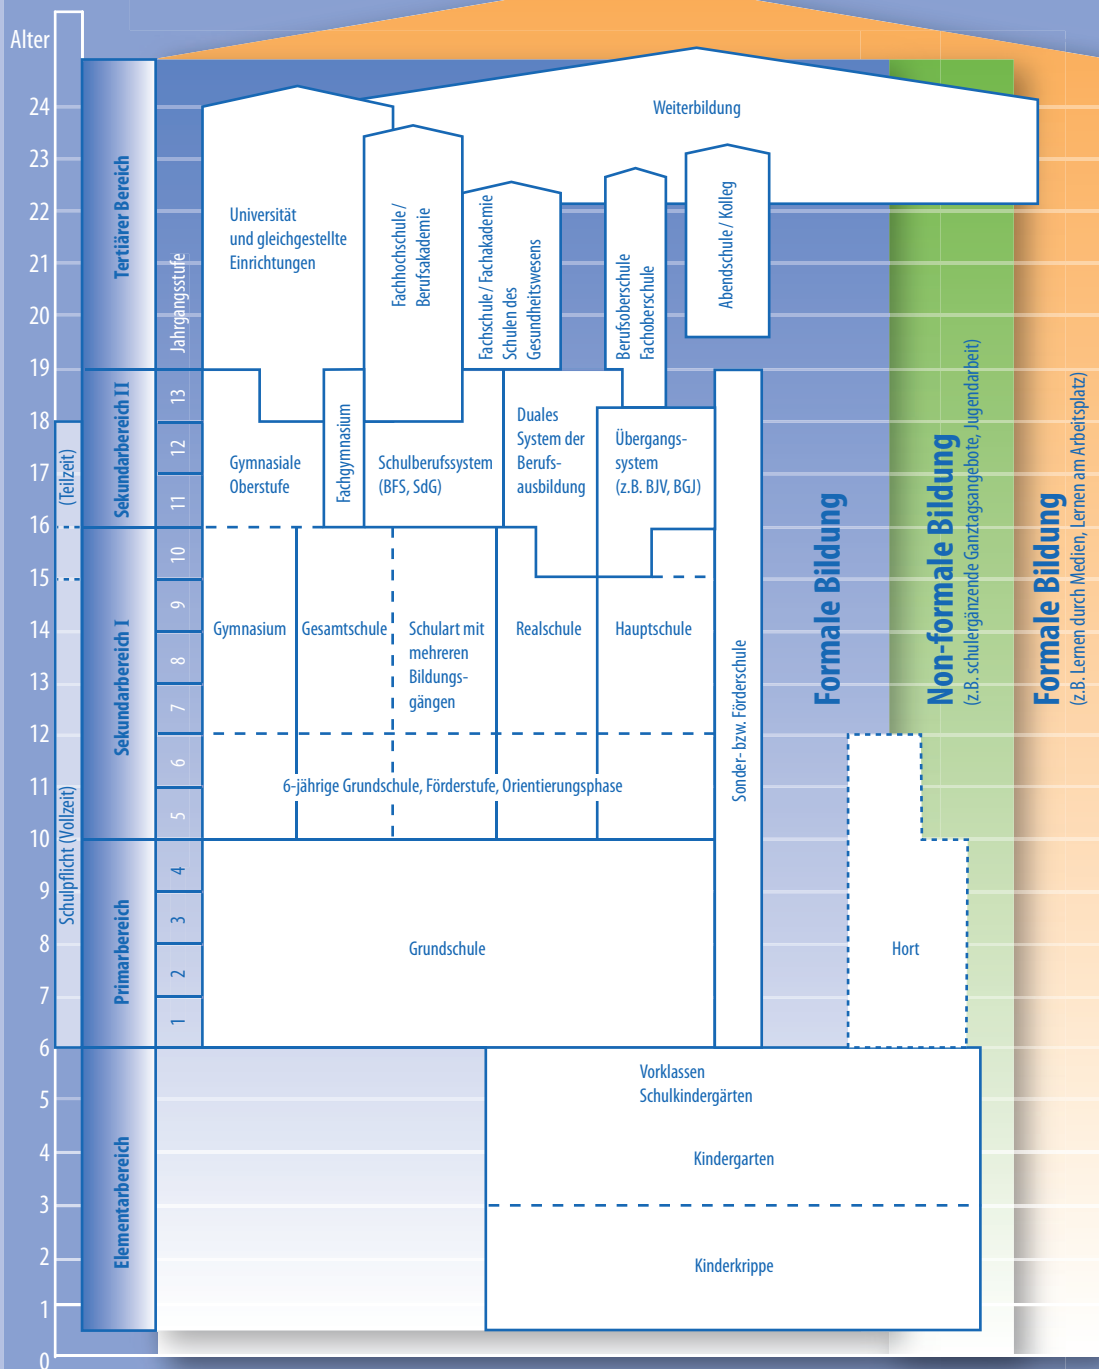 Alter
24
23
22
21
20
19
18
17
16
15
14
13
12
11
10
9
8
7
6
5
4
3
2
1
0
(Teilzeit)
Schulpflicht (Vollzeit)
Tertiärer Bereich
Sekundarbereich II
Sekundarbereich I
Primarbereich
Elementarbereich
Jahrgangsstufe
13
12
11
10
9
8
7
6
5
4
3
2
1
Weiterbildung
Universität
und gleichgestellte
Einrichtungen
Fachhochschule /
Berufsakademie
Fachschule / Fachakademie
Schulen des
Gesundheitswesens
Berufsoberschule
Fachoberschule
Abendschule / Kolleg
Gymnasiale
Oberstufe
Fachgymnasium
Schulberufssystem
(BFS, SdG)
Duales
System der
Berufs-
ausbildung
Übergangs-
system
(z.B. BJV, BGJ)
Gymnasium
Gesamtschule
Schulart mit
mehreren
Bildungs-
gängen
Realschule
Hauptschule
Sonder- bzw. Förderschule
6-jährige Grundschule, Förderstufe, Orientierungsphase
Grundschule
Hort
Vorklassen
Schulkindergärten
Kindergarten
Kinderkrippe
Formale Bildung
Non-formale Bildung
(z.B. schulergänzende Ganztagsangebote, Jugendarbeit)
Formale Bildung
(z.B. Lernen durch Medien, Lernen am Arbeitsplatz)